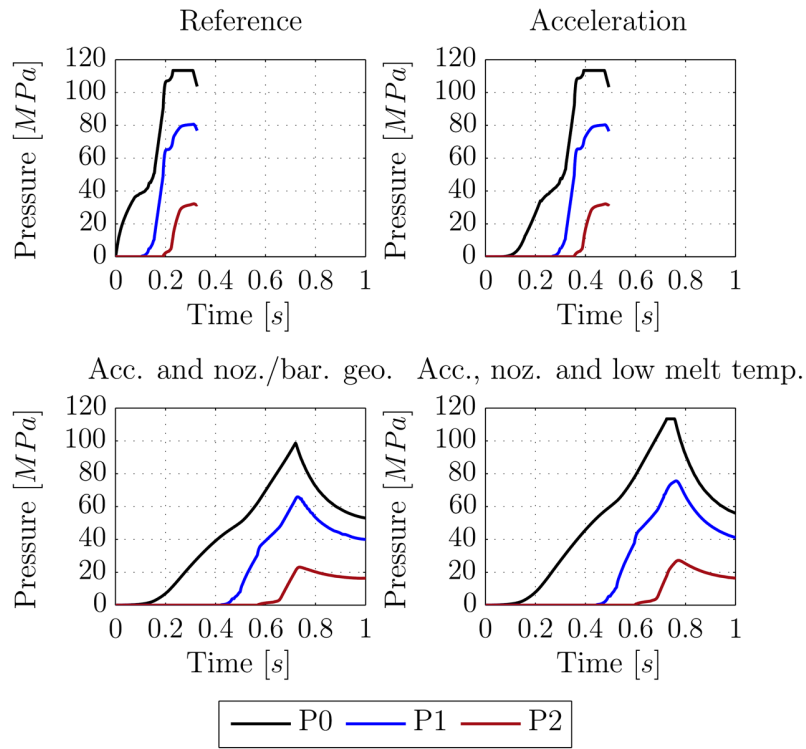 Reference
120
100
80
60
40
20
0
Pressure [MPa]
0 0.2 0.4 0.6 0.8 1
Time [s]
Acceleration
120
100
80
60
40
20
0
Pressure [MPa]
0 0.2 0.4 0.6 0.8 1
Time [s]
Acc. and noz./bar. geo.
120
100
80
60
40
20
0
Pressure [MPa]
0 0.2 0.4 0.6 0.8 1
Time [s]
Acc., noz. and low melt temp.
120
100
80
60
40
20
0
Pressure [MPa]
0 0.2 0.4 0.6 0.8 1
Time [s]
P0 P1 P2